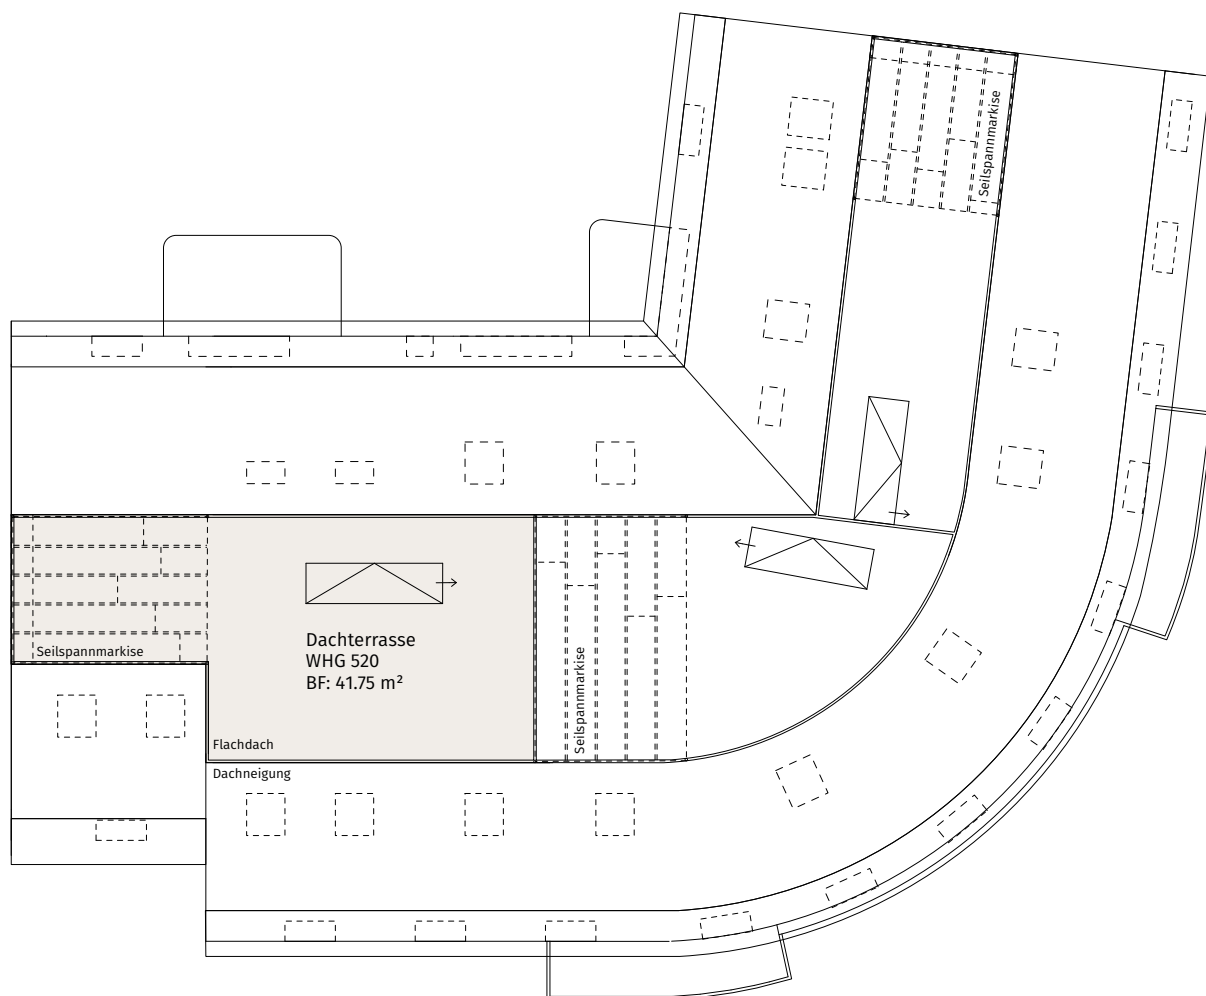 Seilspannmarkise
Dachterrasse
WHG 520
BF: 41.75 m²
Seilspannmarkise
Seilspannmarkise
Flachdach
Dachneigung